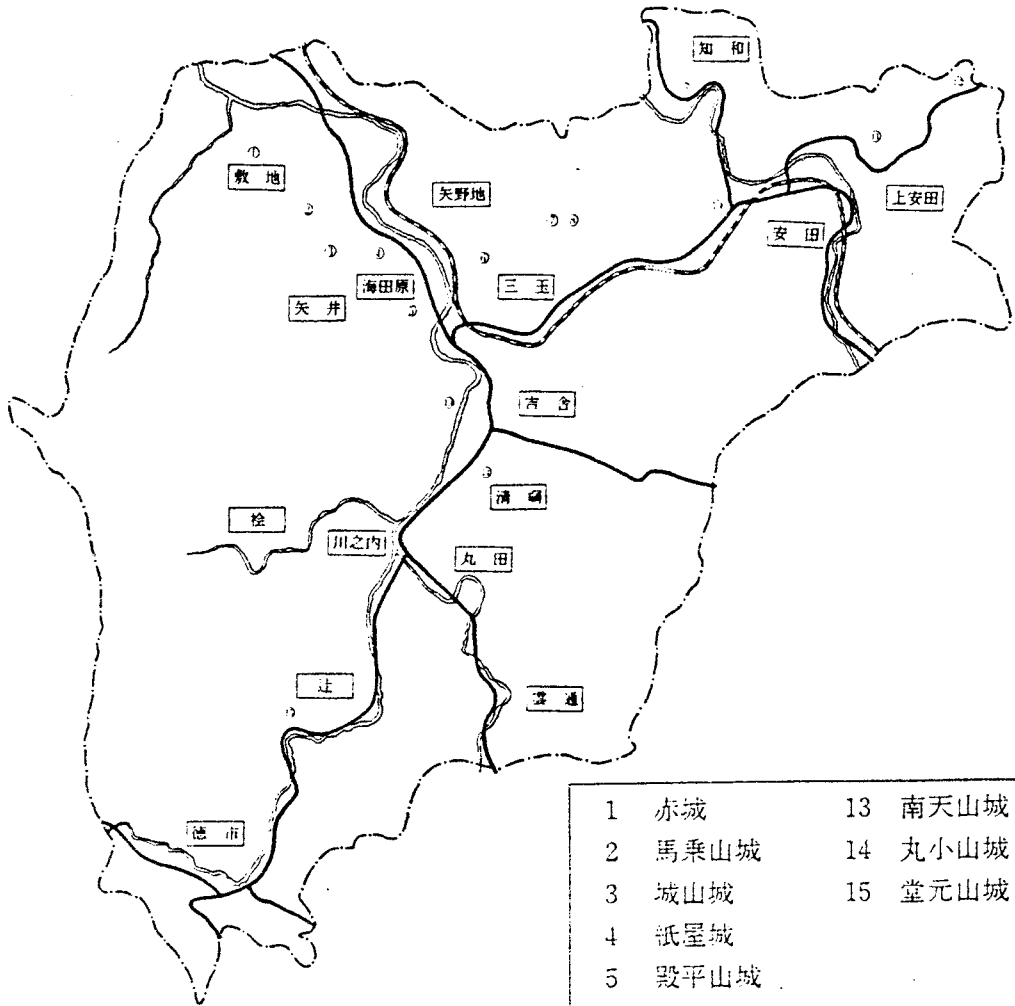 知和
敷地
矢野地
上安田
安田
海田原
三玉
矢井
吉舎
清綱
桧
川之内
丸田
辻
雲通
徳市
1 赤城
2 馬乗山城
3 城山城
4 紙屋城
5 殿平山城
13 南天山城
14 丸小山城
15 堂元山城